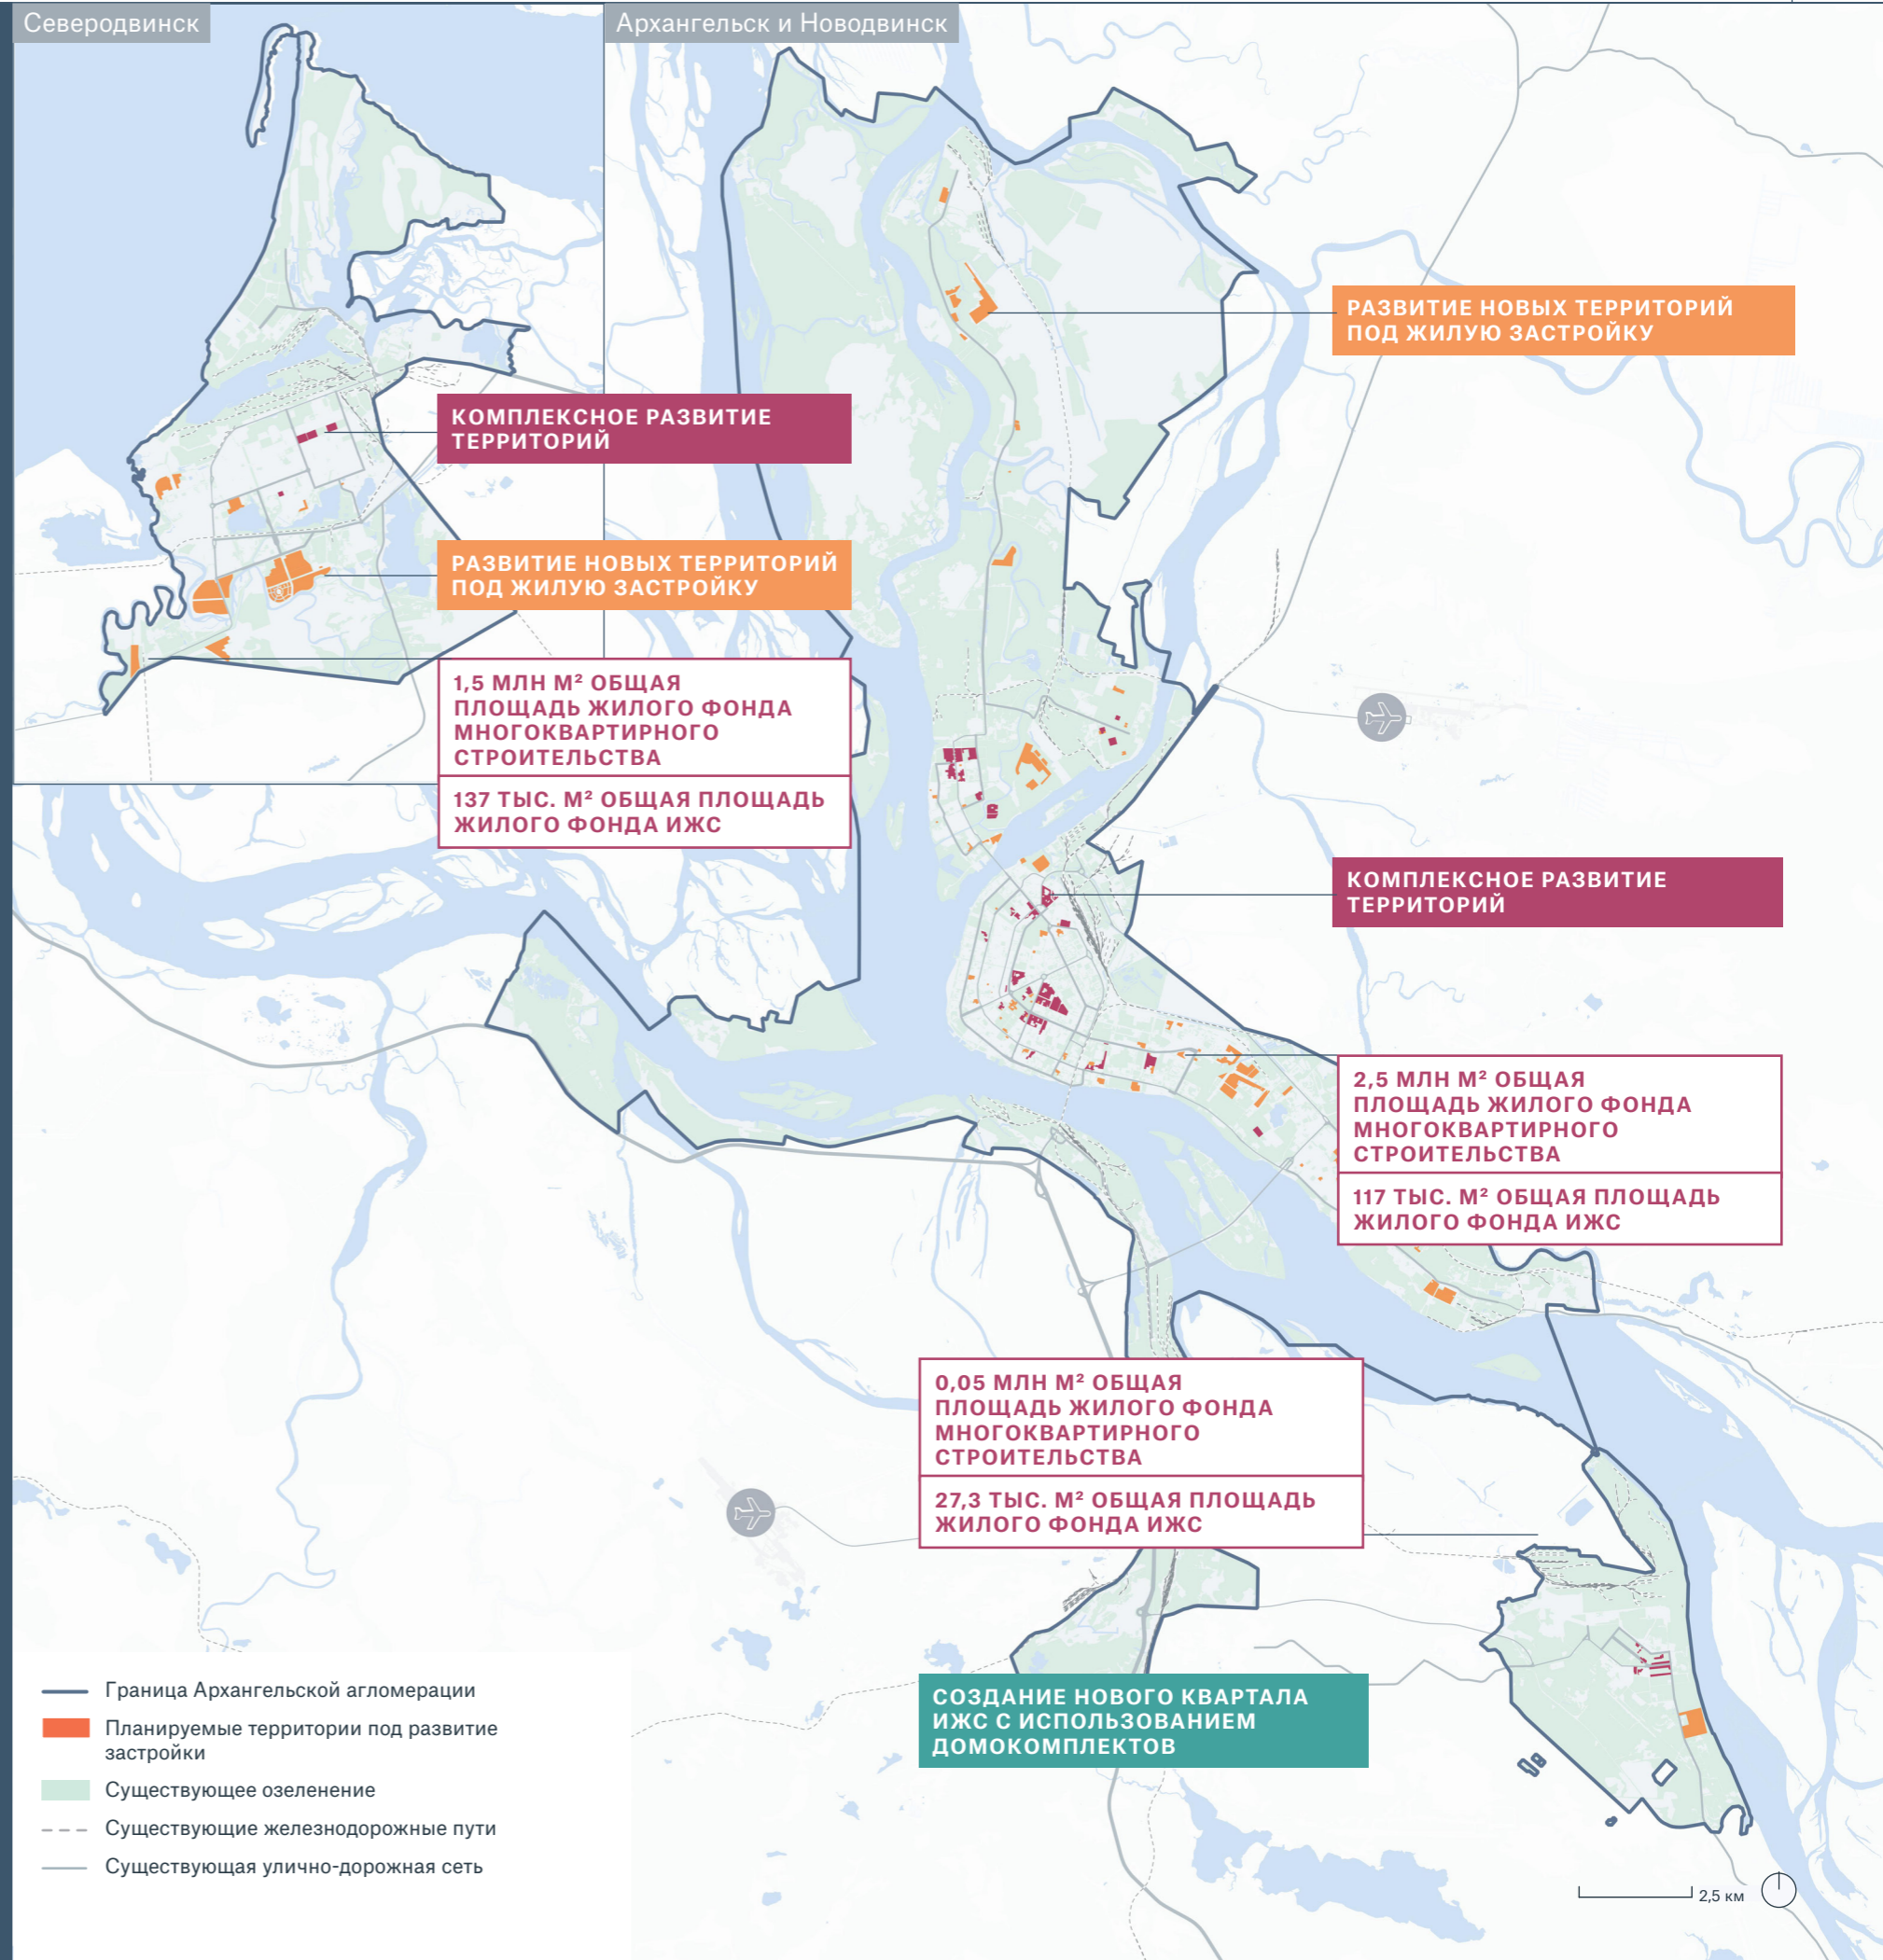 Северодвинск
Архангельск и Новодвинск
РАЗВИТИЕ НОВЫХ ТЕРРИТОРИЙ
ПОД ЖИЛУЮ ЗАСТРОЙКУ
КОМПЛЕКСНОЕ РАЗВИТИЕ
ТЕРРИТОРИЙ
РАЗВИТИЕ НОВЫХ ТЕРРИТОРИЙ
ПОД ЖИЛУЮ ЗАСТРОЙКУ
1,5 МЛН М² ОБЩАЯ
ПЛОЩАДЬ ЖИЛОГО ФОНДА
МНОГОКВАРТИРНОГО
СТРОИТЕЛЬСТВА
137 ТЫС. М² ОБЩАЯ ПЛОЩАДЬ
ЖИЛОГО ФОНДА ИЖС
КОМПЛЕКСНОЕ РАЗВИТИЕ
ТЕРРИТОРИЙ
2,5 МЛН М² ОБЩАЯ
ПЛОЩАДЬ ЖИЛОГО ФОНДА
МНОГОКВАРТИРНОГО
СТРОИТЕЛЬСТВА
117 ТЫС. М² ОБЩАЯ ПЛОЩАДЬ
ЖИЛОГО ФОНДА ИЖС
0,05 МЛН М² ОБЩАЯ
ПЛОЩАДЬ ЖИЛОГО ФОНДА
МНОГОКВАРТИРНОГО
СТРОИТЕЛЬСТВА
27,3 ТЫС. М² ОБЩАЯ ПЛОЩАДЬ
ЖИЛОГО ФОНДА ИЖС
СОЗДАНИЕ НОВОГО КВАРТАЛА
ИЖС С ИСПОЛЬЗОВАНИЕМ
ДОМОКОМПЛЕКТОВ
Граница Архангельской агломерации
Планируемые территории под развитие
застройки
Существующее озеленение
Существующие железнодорожные пути
Существующая улично-дорожная сеть
2,5 км